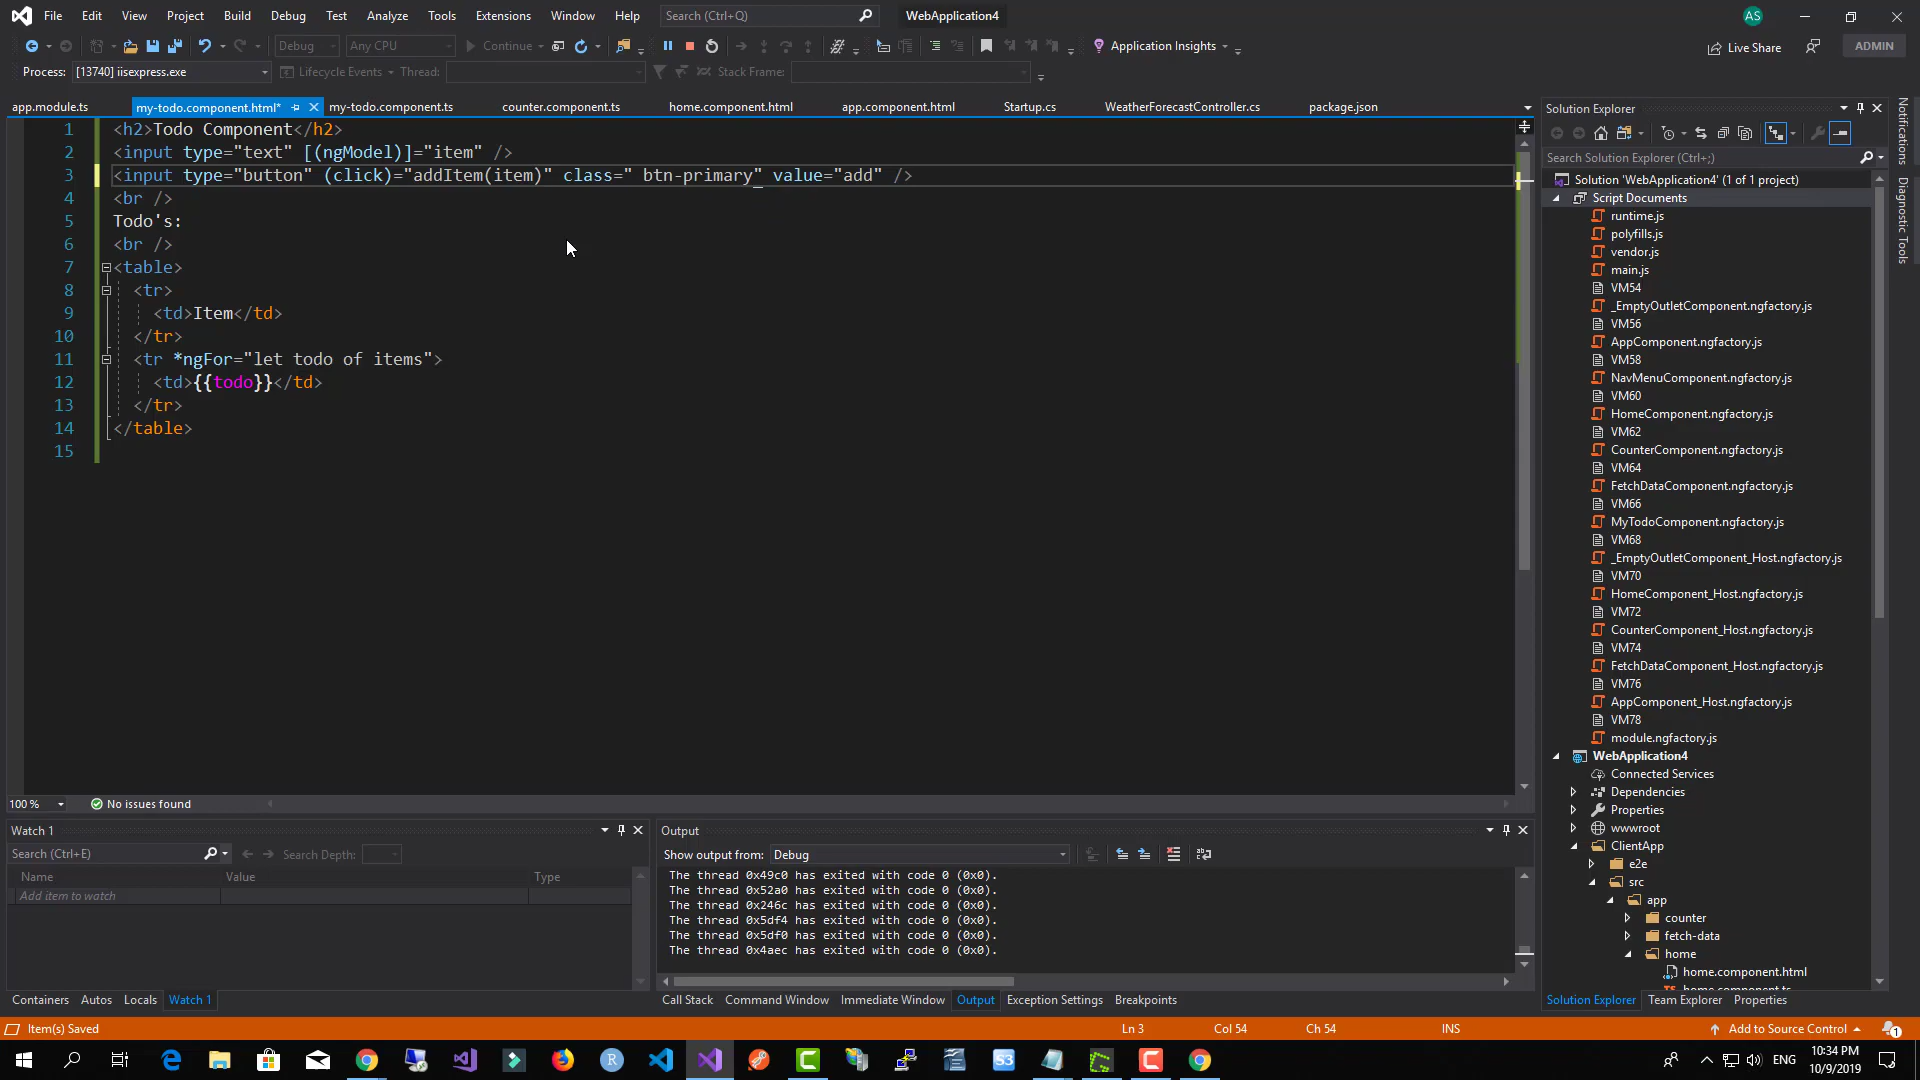 File Edit View Project Build Debug Test Analyze Tools Extensions Window Help Search (Ctrl+Q) WebApplication4 AS
Debug Any CPU Continue Application Insights Live Share ADMIN
Process: [13740] iisexpress.exe Lifecycle Events Thread: Stack Frame:
app.module.ts my-todo.component.html* my-todo.component.ts counter.component.ts home.component.html app.component.html Startup.cs WeatherForecastController.cs package.json
1 <h2>Todo Component</h2>
2 <input type="text" [(ngModel)]="item" />
3 <input type="button" (click)="addItem(item)" class=" btn-primary" value="add" />
4 <br />
5 Todo's:
6 <br />
7 <table>
8 <tr>
9 <td>Item</td>
10 </tr>
11 <tr *ngFor="let todo of items">
12 <td>{{todo}}</td>
13 </tr>
14 </table>
15
100 % No issues found
Watch 1
Search (Ctrl+E) Search Depth:
Name Value Type
Add item to watch
Containers Autos Locals Watch 1
Output
Show output from: Debug
The thread 0x49c0 has exited with code 0 (0x0).
The thread 0x52a0 has exited with code 0 (0x0).
The thread 0x246c has exited with code 0 (0x0).
The thread 0x5df4 has exited with code 0 (0x0).
The thread 0x5df0 has exited with code 0 (0x0).
The thread 0x4aec has exited with code 0 (0x0).
Call Stack Command Window Immediate Window Output Exception Settings Breakpoints
Solution Explorer
Search Solution Explorer (Ctrl+;)
Solution 'WebApplication4' (1 of 1 project)
Script Documents
runtime.js
polyfills.js
vendor.js
main.js
VM54
_EmptyOutletComponent.ngfactory.js
VM56
AppComponent.ngfactory.js
VM58
NavMenuComponent.ngfactory.js
VM60
HomeComponent.ngfactory.js
VM62
CounterComponent.ngfactory.js
VM64
FetchDataComponent.ngfactory.js
VM66
MyTodoComponent.ngfactory.js
VM68
_EmptyOutletComponent_Host.ngfactory.js
VM70
HomeComponent_Host.ngfactory.js
VM72
CounterComponent_Host.ngfactory.js
VM74
FetchDataComponent_Host.ngfactory.js
VM76
AppComponent_Host.ngfactory.js
VM78
module.ngfactory.js
WebApplication4
Connected Services
Dependencies
Properties
wwwroot
ClientApp
e2e
src
app
counter
fetch-data
home
home.component.html
home.component.ts
Solution Explorer Team Explorer Properties
Notifications
Diagnostic Tools
Item(s) Saved Ln 3 Col 54 Ch 54 INS Add to Source Control 1
R S3 ENG 10:34 PM
10/9/2019